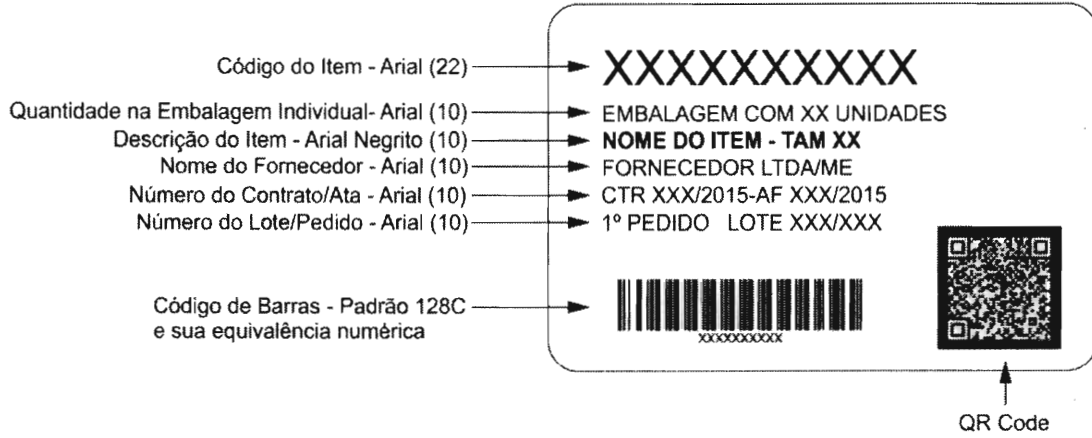 Código do Item - Arial (22)
XXXXXXXXXX
Quantidade na Embalagem Individual- Arial (10)
EMBALAGEM COM XX UNIDADES
Descrição do Item - Arial Negrito (10)
NOME DO ITEM - TAM XX
Nome do Fornecedor - Arial (10)
FORNECEDOR LTDA/ME
Número do Contrato/Ata - Arial (10)
CTR XXX/2015-AF XXX/2015
Número do Lote/Pedido - Arial (10)
1º PEDIDO LOTE XXX/XXX
Código de Barras - Padrão 128C
e sua equivalência numérica
XXXXXXXXXX
QR Code